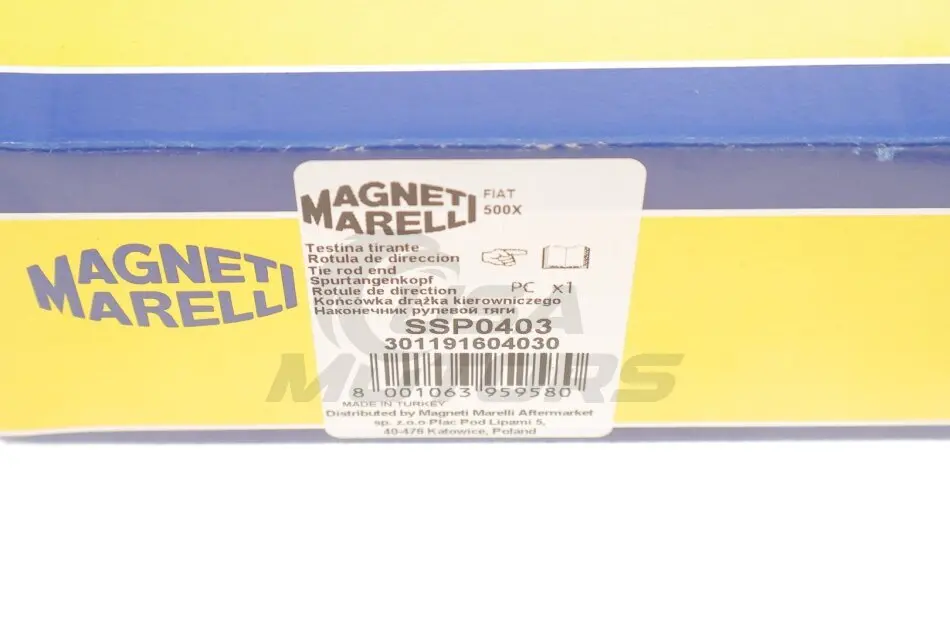 MAGNETI
MARELLI
MAGNETI
MARELLI
FIAT
500X
Testina tirante
Rotula de direccion
Tie rod end
Spurtangenkopf
Rotule de direction
PC x1
Końcówka drążka kierowniczego
Наконечник рулевой тяги
SSP0403
301191604030
8 001063 959580
MADE IN TURKEY
Distributed by Magneti Marelli Aftermarket
sp. z.o.o Plac Pod Lipami 5,
40-476 Katowice, Poland
USA
MOTORS